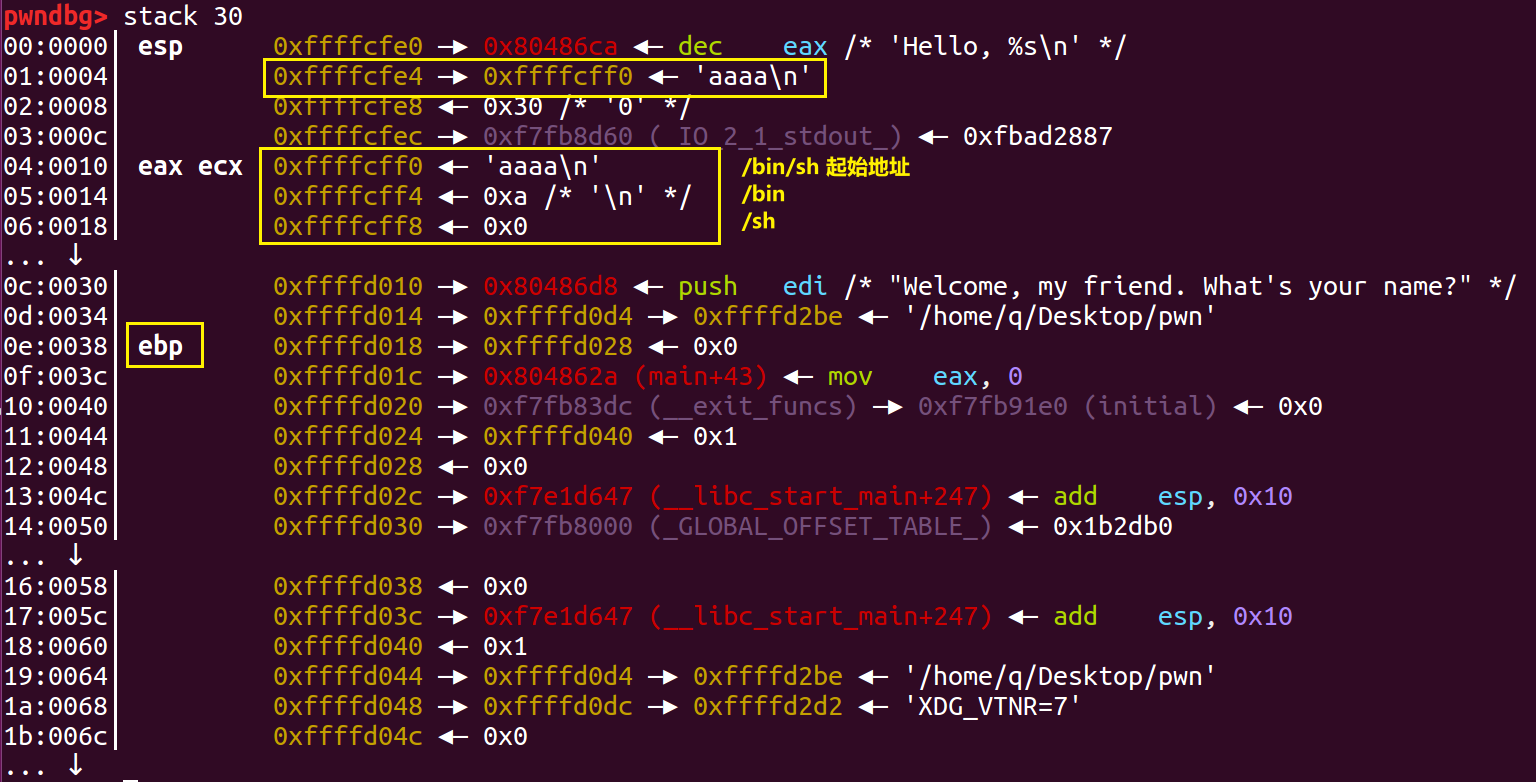 pwndbg> stack 30
00:0000│ esp 0xffffcfe0 —▸ 0x80486ca ◂— dec eax /* 'Hello, %s\n' */
01:0004│ 0xffffcfe4 —▸ 0xffffcff0 ◂— 'aaaa\n'
02:0008│ 0xffffcfe8 ◂— 0x30 /* '0' */
03:000c│ 0xffffcfec —▸ 0xf7fb8d60 (_IO_2_1_stdout_) ◂— 0xfbad2887
04:0010│ eax ecx 0xffffcff0 ◂— 'aaaa\n' /bin/sh 起始地址
05:0014│ 0xffffcff4 ◂— 0xa /* '\n' */ /bin
06:0018│ 0xffffcff8 ◂— 0x0 /sh
... ↓
0c:0030│ 0xffffd010 —▸ 0x80486d8 ◂— push edi /* "Welcome, my friend. What's your name?" */
0d:0034│ 0xffffd014 —▸ 0xffffd0d4 —▸ 0xffffd2be ◂— '/home/q/Desktop/pwn'
0e:0038│ ebp 0xffffd018 —▸ 0xffffd028 ◂— 0x0
0f:003c│ 0xffffd01c —▸ 0x804862a (main+43) ◂— mov eax, 0
10:0040│ 0xffffd020 —▸ 0xf7fb83dc (__exit_funcs) —▸ 0xf7fb91e0 (initial) ◂— 0x0
11:0044│ 0xffffd024 —▸ 0xffffd040 ◂— 0x1
12:0048│ 0xffffd028 ◂— 0x0
13:004c│ 0xffffd02c —▸ 0xf7e1d647 (__libc_start_main+247) ◂— add esp, 0x10
14:0050│ 0xffffd030 —▸ 0xf7fb8000 (_GLOBAL_OFFSET_TABLE_) ◂— 0x1b2db0
... ↓
16:0058│ 0xffffd038 ◂— 0x0
17:005c│ 0xffffd03c —▸ 0xf7e1d647 (__libc_start_main+247) ◂— add esp, 0x10
18:0060│ 0xffffd040 ◂— 0x1
19:0064│ 0xffffd044 —▸ 0xffffd0d4 —▸ 0xffffd2be ◂— '/home/q/Desktop/pwn'
1a:0068│ 0xffffd048 —▸ 0xffffd0dc —▸ 0xffffd2d2 ◂— 'XDG_VTNR=7'
1b:006c│ 0xffffd04c ◂— 0x0
... ↓